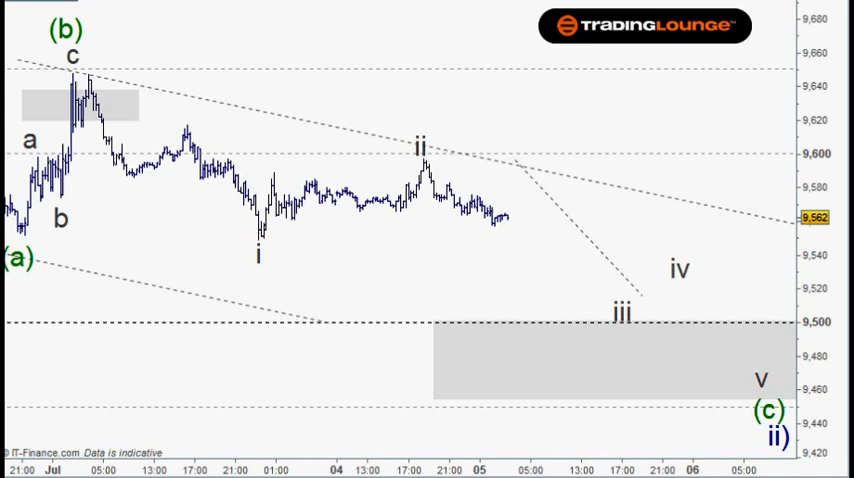 (b)
TRADINGLOUNGE™
c
a
b
(a)
i
ii
iii
iv
v
(c)
ii)
9,680
9,660
9,640
9,620
9,600
9,580
9,562
9,540
9,520
9,500
9,480
9,460
9,440
9,420
© IT-Finance.com Data is indicative
21:00 Jul 05:00 13:00 17:00 21:00 01:00 04 13:00 17:00 21:00 05 05:00 13:00 17:00 21:00 06 05:00